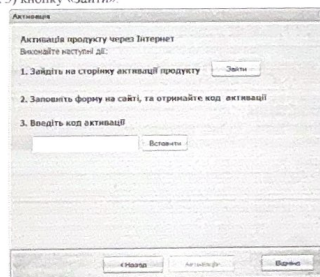 кнопку «Зайти».
Активация
Активація продукту через Інтернет
Виконайте наступні дії:
1. Зайдіть на сторінку активації продукту Зайти
2. Заповніть форму на сайті, та отримайте код активації
3. Введіть код активації
Вставити
< Назад Активація Відміна